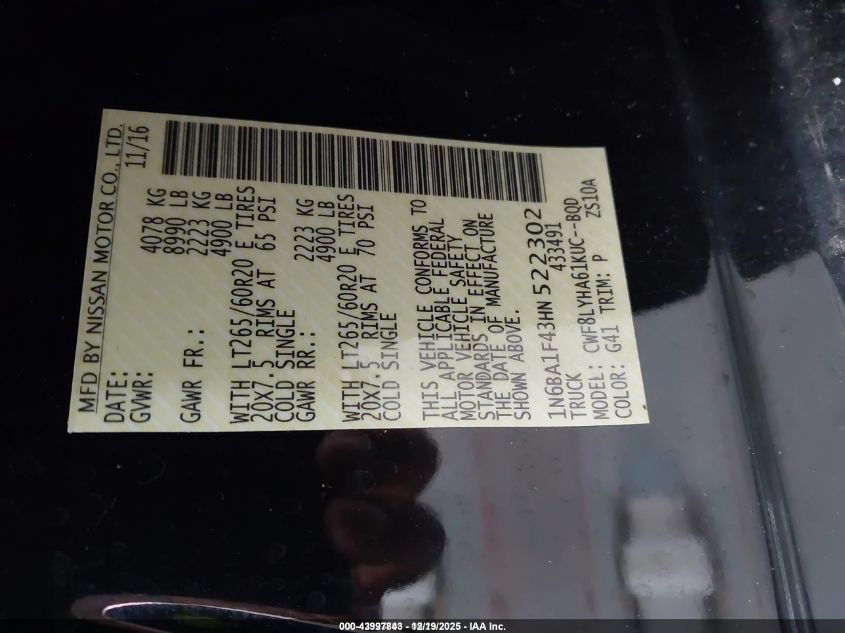 MFD BY NISSAN MOTOR CO., LTD.
DATE: 11/16
GVWR: 4078 KG
8990 LB
GAWR FR.: 2223 KG
4900 LB
WITH LT265/60R20 E TIRES
20X7.5 RIMS AT 65 PSI
COLD SINGLE
GAWR RR.: 2223 KG
4900 LB
WITH LT265/60R20 E TIRES
20X7.5 RIMS AT 70 PSI
COLD SINGLE
THIS VEHICLE CONFORMS TO
ALL APPLICABLE FEDERAL
MOTOR VEHICLE SAFETY
STANDARDS IN EFFECT ON
THE DATE OF MANUFACTURE
SHOWN ABOVE.
1N6BA1F43HN522302
TRUCK 433491
MODEL: CWF8LYHA61KUC--BQD
COLOR: G41 TRIM: P ZS10A
12/19/2025 - IAA Inc.